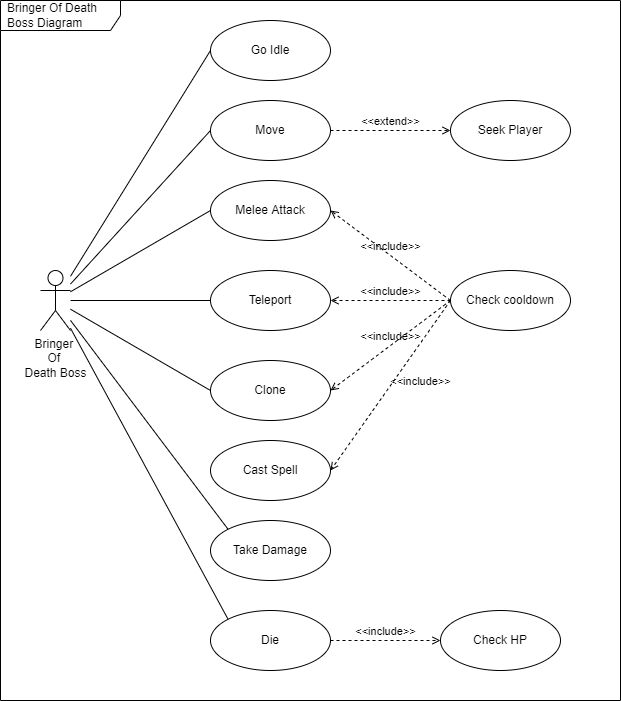 Bringer Of Death
Boss Diagram
Go Idle
Move
<<extend>>
Seek Player
Melee Attack
<<include>>
Teleport
<<include>>
Check cooldown
Bringer
Of
Death Boss
<<include>>
Clone
<<include>>
Cast Spell
Take Damage
Die
<<include>>
Check HP